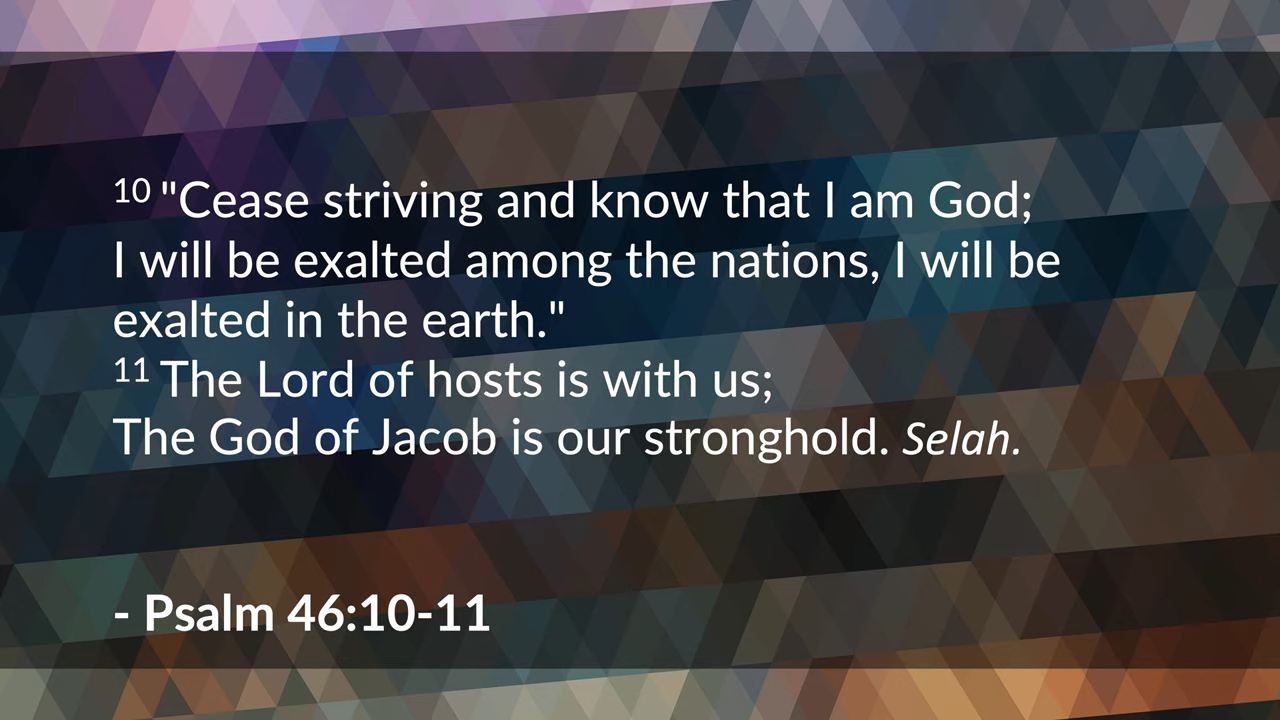 10 "Cease striving and know that I am God;
I will be exalted among the nations, I will be
exalted in the earth."
11 The Lord of hosts is with us;
The God of Jacob is our stronghold. Selah.
- Psalm 46:10-11